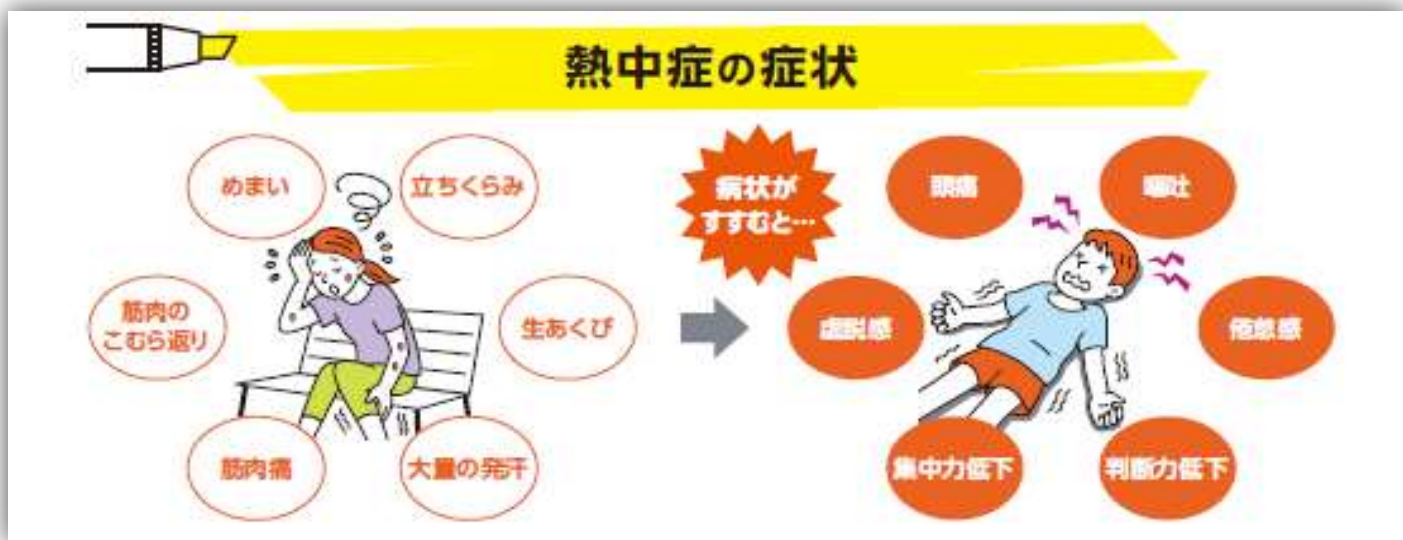 熱中症の症状
めまい
立ちくらみ
筋肉の
こむら返り
生あくび
筋肉痛
大量の発汗
病状が
すすむと…
頭痛
嘔吐
虚脱感
倦怠感
集中力低下
判断力低下